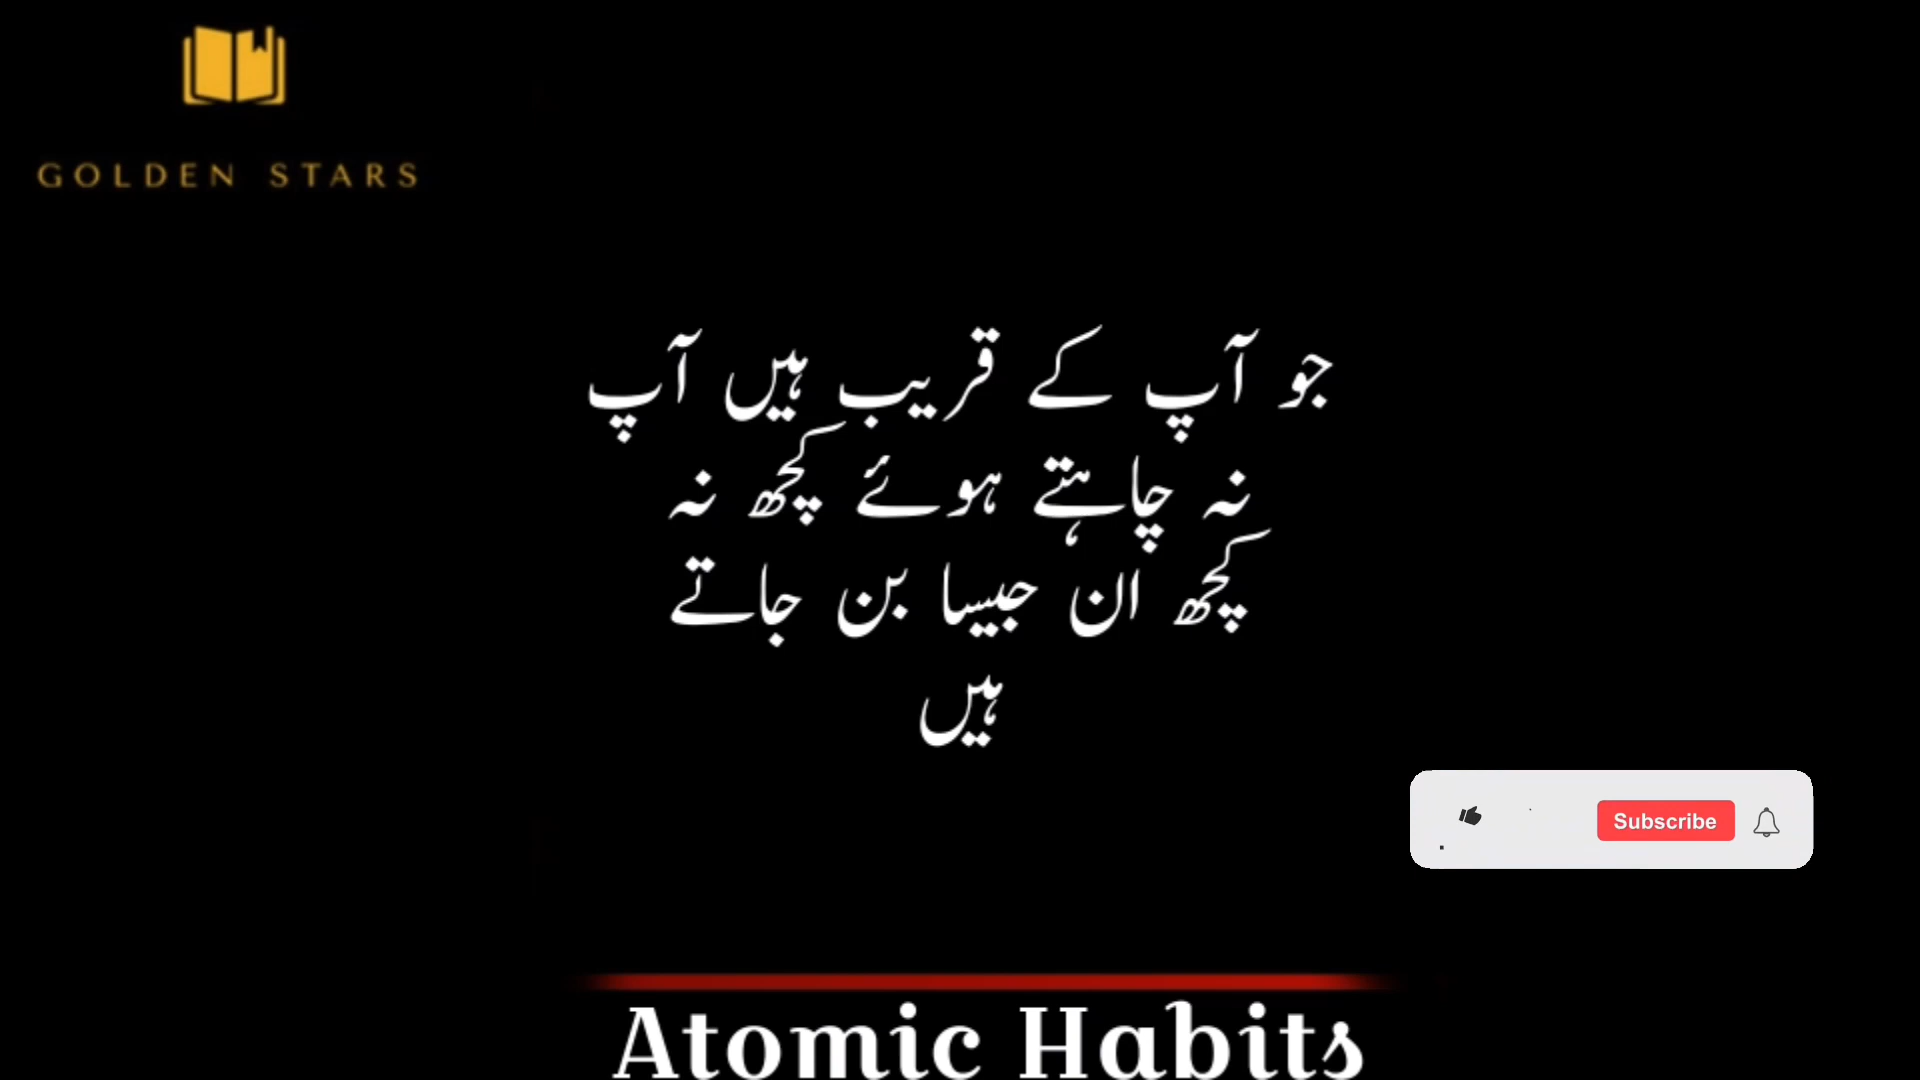 GOLDEN STARS
جو آپ کے قریب ہیں آپ
نہ چاہتے ہوئے کچھ نہ
کچھ ان جیسا بن جاتے
ہیں
Subscribe
Atomic Habits